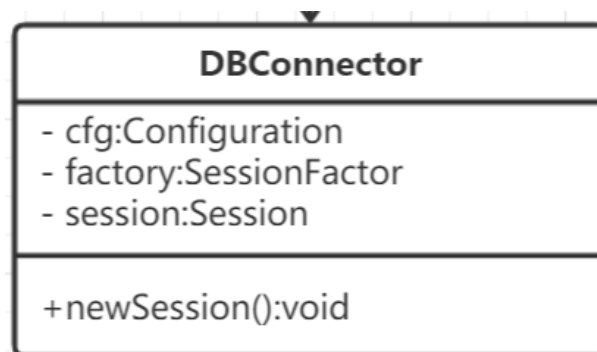 DBConnector
- cfg:Configuration
- factory:SessionFactor
- session:Session
+newSession():void